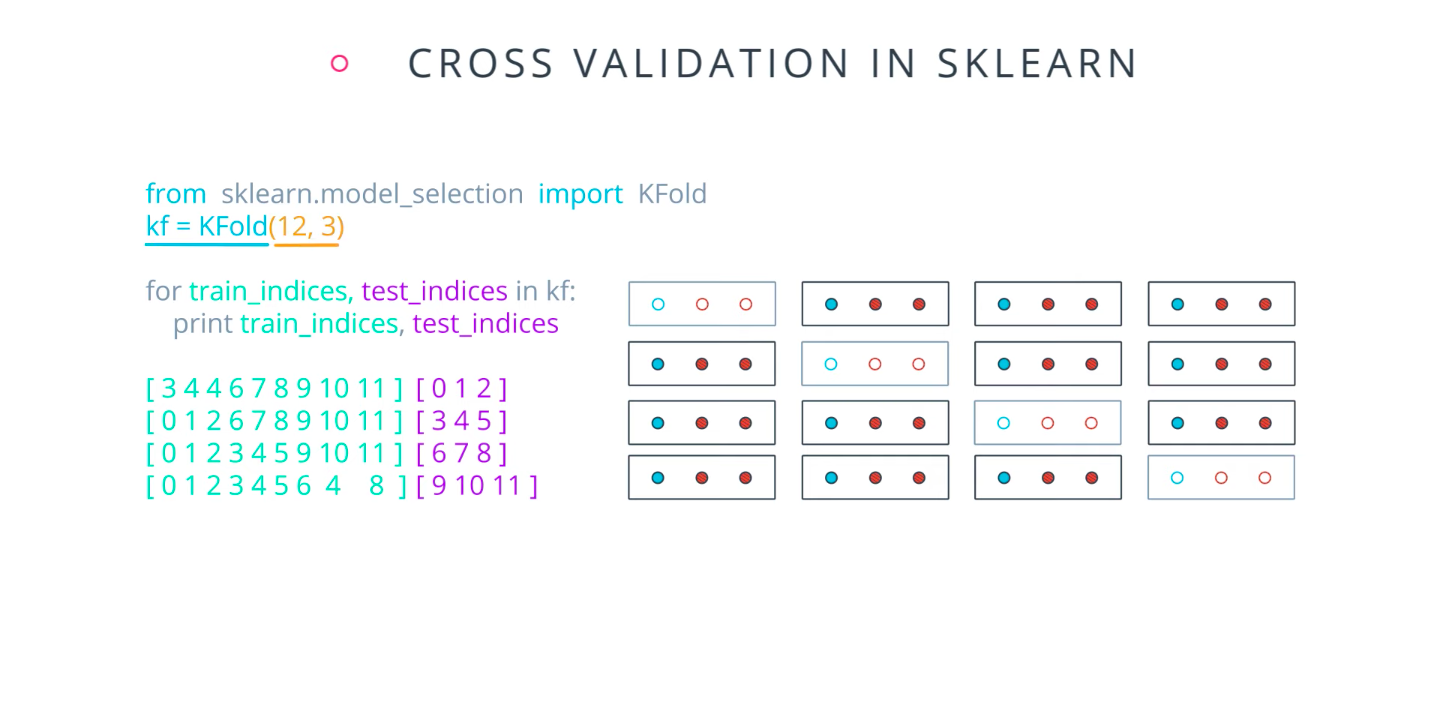 CROSS VALIDATION IN SKLEARN
from sklearn.model_selection import KFold
kf = KFold(12, 3)
for train_indices, test_indices in kf:
print train_indices, test_indices
[ 3 4 4 6 7 8 9 10 11 ] [ 0 1 2 ]
[ 0 1 2 6 7 8 9 10 11 ] [ 3 4 5 ]
[ 0 1 2 3 4 5 9 10 11 ] [ 6 7 8 ]
[ 0 1 2 3 4 5 6 4 8 ] [ 9 10 11 ]